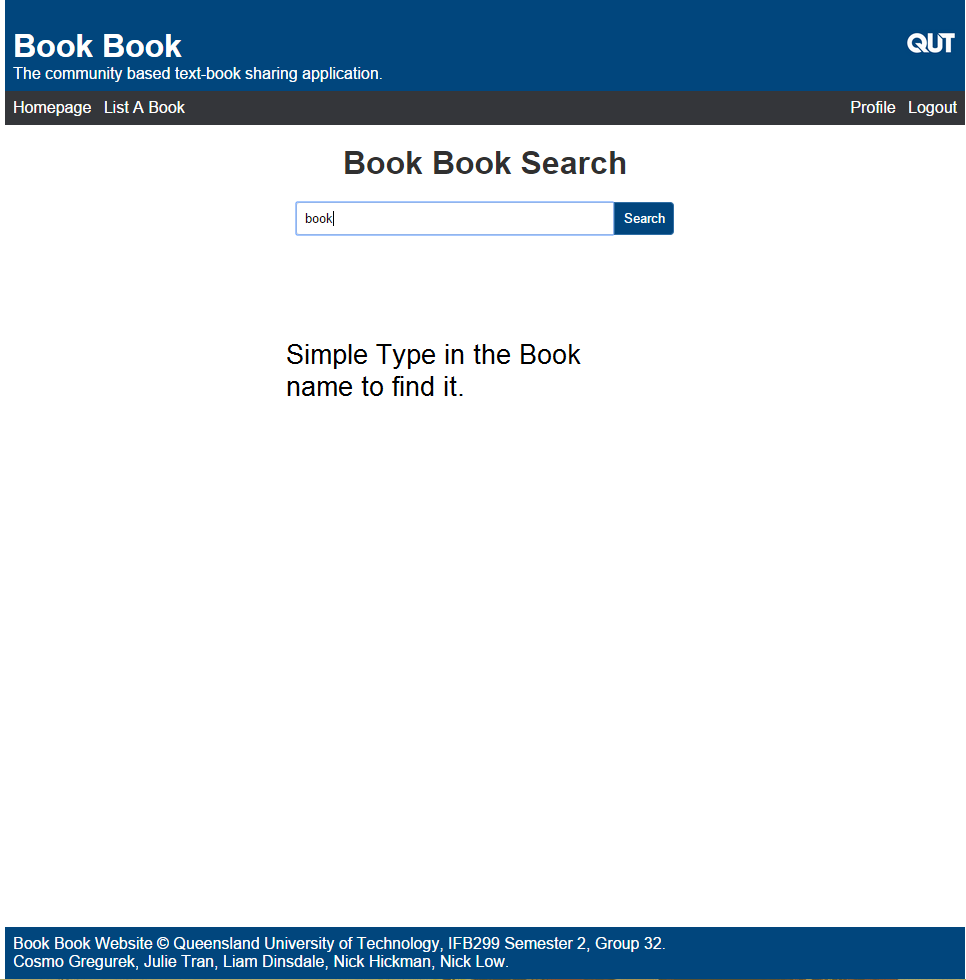 Book Book
QUT
The community based text-book sharing application.
Homepage List A Book Profile Logout
Book Book Search
book Search
Simple Type in the Book
name to find it.
Book Book Website © Queensland University of Technology, IFB299 Semester 2, Group 32.
Cosmo Gregurek, Julie Tran, Liam Dinsdale, Nick Hickman, Nick Low.